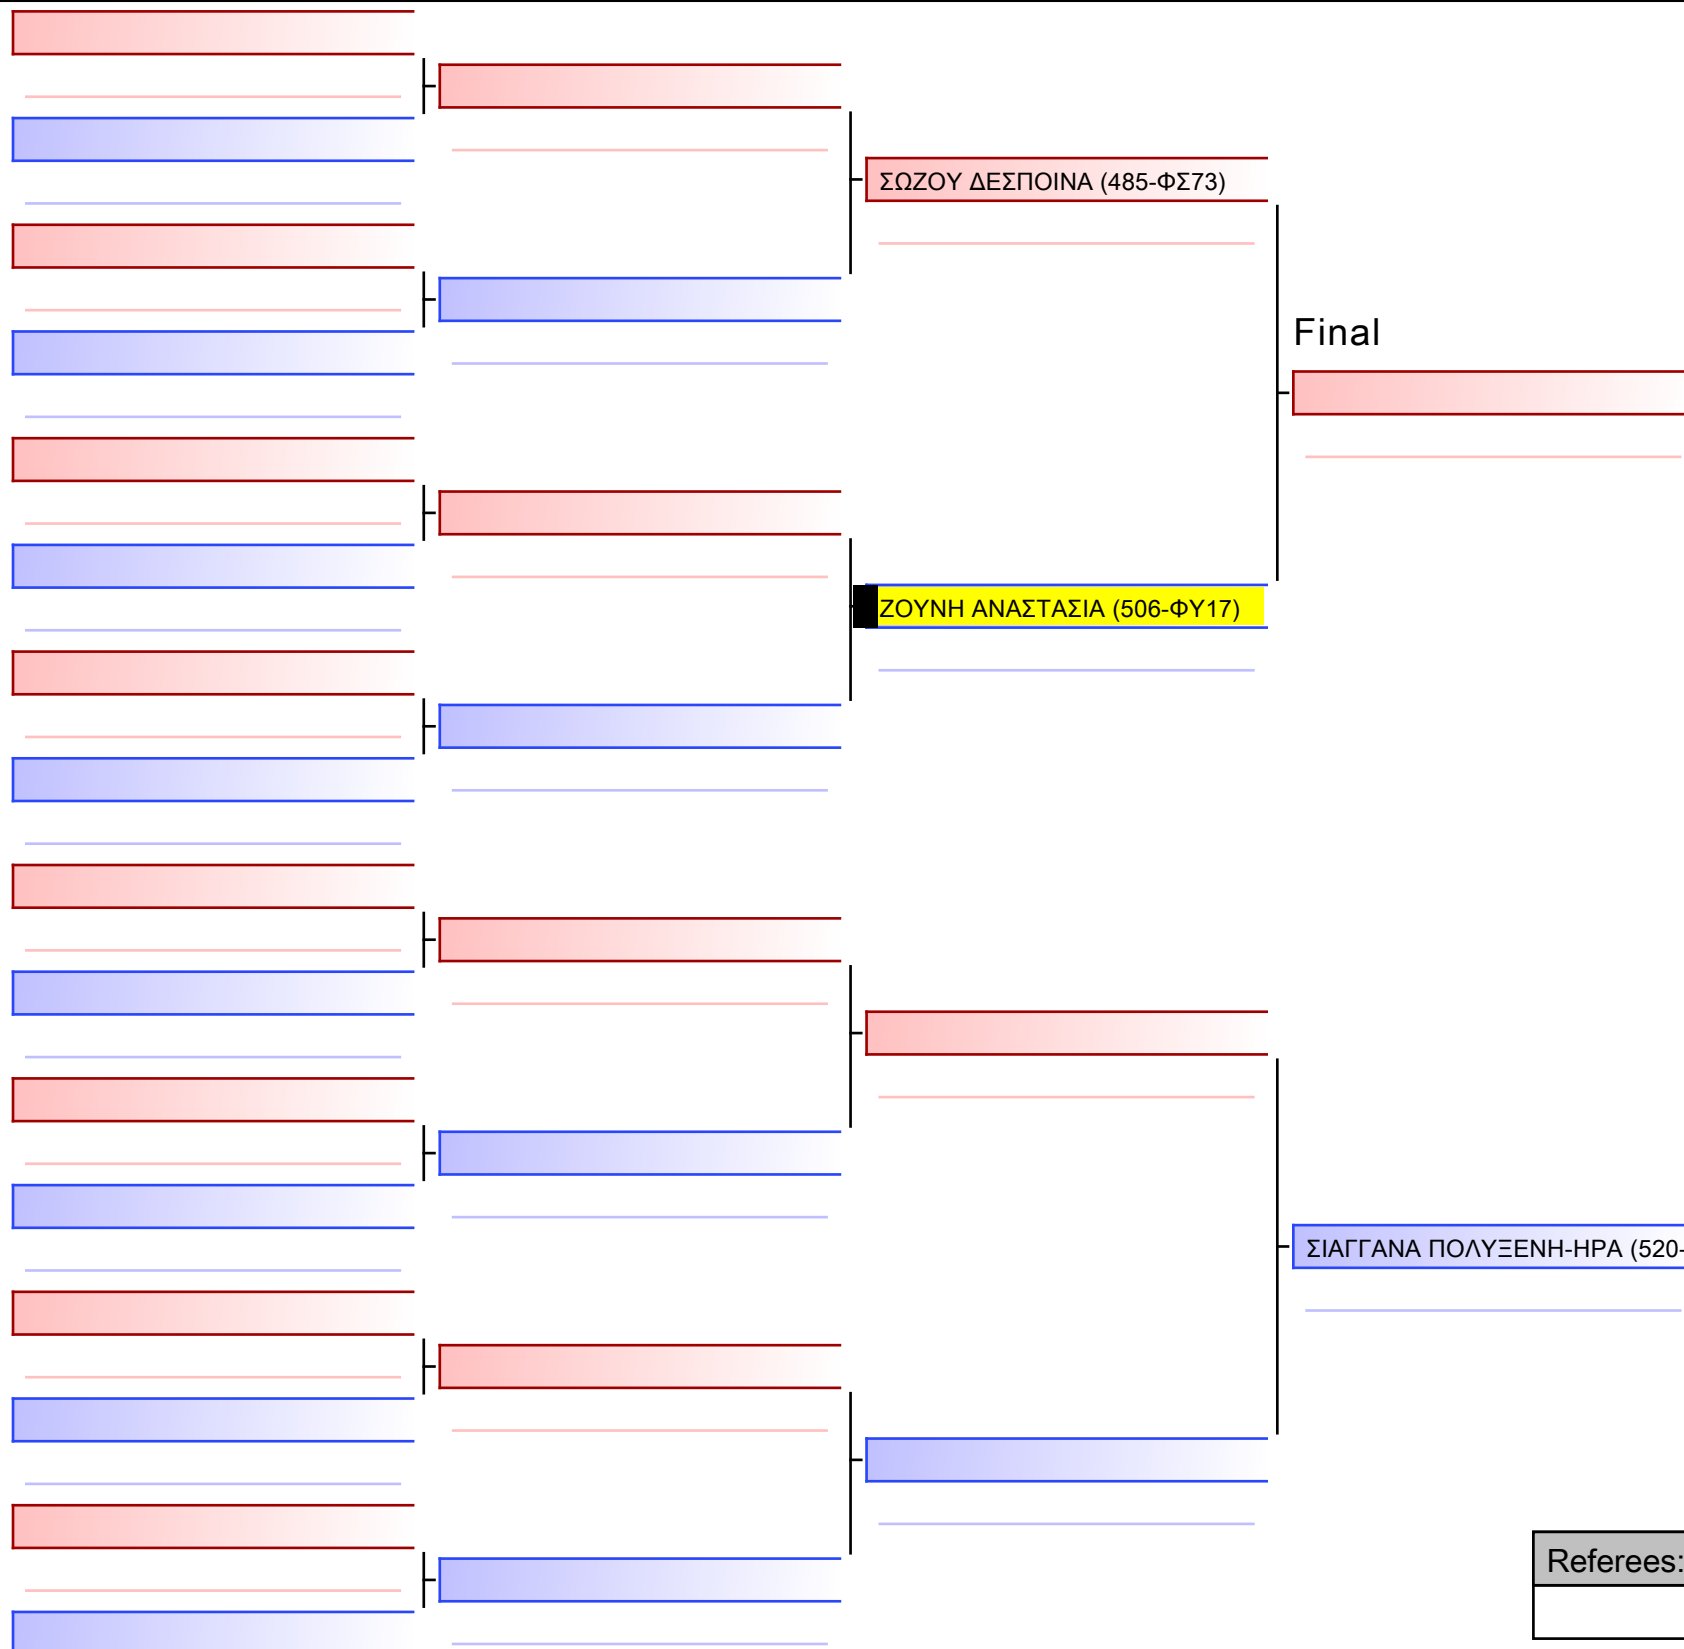 ΣΩΖΟΥ ΔΕΣΠΟΙΝΑ (485-ΦΣ73)
Final
ΖΟΥΝΗ ΑΝΑΣΤΑΣΙΑ (506-ΦΥ17)
ΣΙΑΓΓΑΝΑ ΠΟΛΥΞΕΝΗ-ΗΡΑ (520-
Referees: